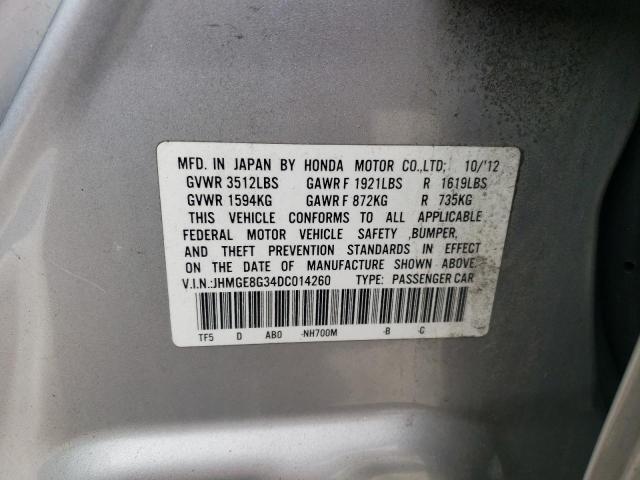 MFD. IN JAPAN BY HONDA MOTOR CO.,LTD; 10/'12
GVWR 3512LBS GAWR F 1921LBS R 1619LBS
GVWR 1594KG GAWR F 872KG R 735KG
THIS VEHICLE CONFORMS TO ALL APPLICABLE
FEDERAL MOTOR VEHICLE SAFETY ,BUMPER,
AND THEFT PREVENTION STANDARDS IN EFFECT
ON THE DATE OF MANUFACTURE SHOWN ABOVE.
V.I.N.:JHMGE8G34DC014260 TYPE: PASSENGER CAR
TF5 D AB0 -NH700M -B -C